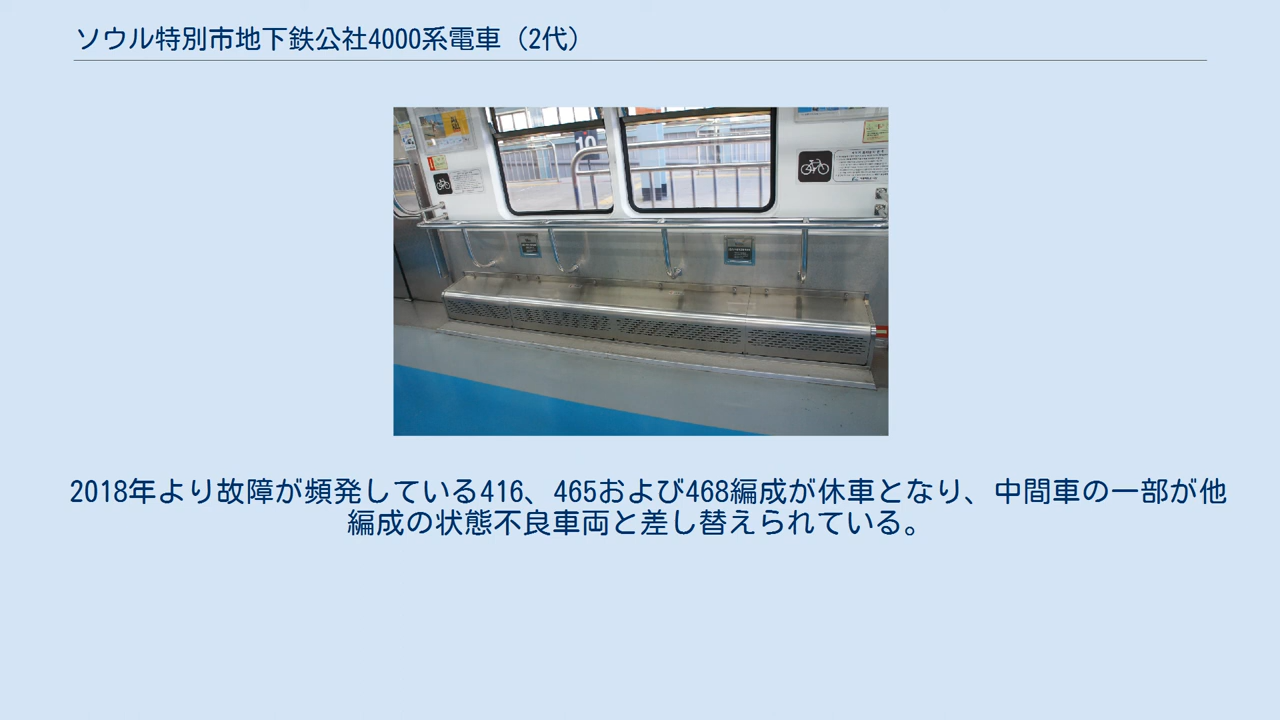 ソウル特別市地下鉄公社4000系電車（2代）
10
2018年より故障が頻発している416、465および468編成が休車となり、中間車の一部が他
編成の状態不良車両と差し替えられている。